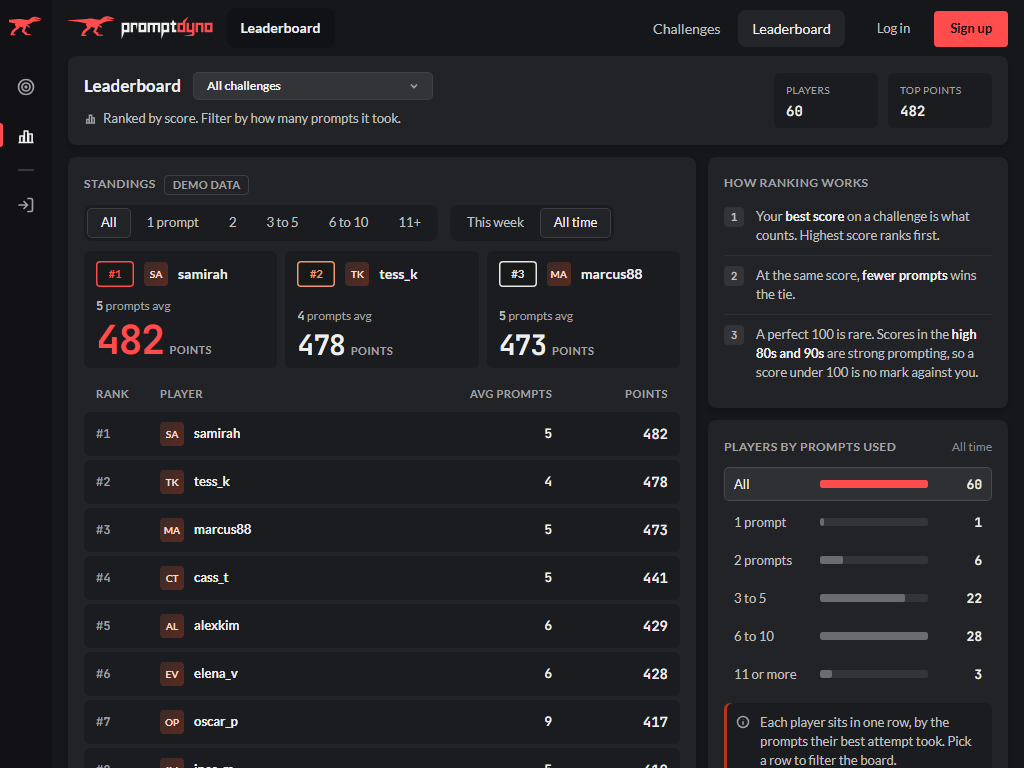 promptdyno
Leaderboard
Challenges
Leaderboard
Log in
Sign up
Leaderboard
All challenges
Ranked by score. Filter by how many prompts it took.
PLAYERS
60
TOP POINTS
482
STANDINGS
DEMO DATA
All
1 prompt
2
3 to 5
6 to 10
11+
This week
All time
#1 SA samirah
5 prompts avg
482 POINTS
#2 TK tess_k
4 prompts avg
478 POINTS
#3 MA marcus88
5 prompts avg
473 POINTS
RANK PLAYER AVG PROMPTS POINTS
#1 SA samirah 5 482
#2 TK tess_k 4 478
#3 MA marcus88 5 473
#4 CT cass_t 5 441
#5 AL alexkim 6 429
#6 EV elena_v 6 428
#7 OP oscar_p 9 417
HOW RANKING WORKS
1 Your best score on a challenge is what
counts. Highest score ranks first.
2 At the same score, fewer prompts wins
the tie.
3 A perfect 100 is rare. Scores in the high
80s and 90s are strong prompting, so a
score under 100 is no mark against you.
PLAYERS BY PROMPTS USED All time
All 60
1 prompt 1
2 prompts 6
3 to 5 22
6 to 10 28
11 or more 3
Each player sits in one row, by the
prompts their best attempt took. Pick
a row to filter the board.